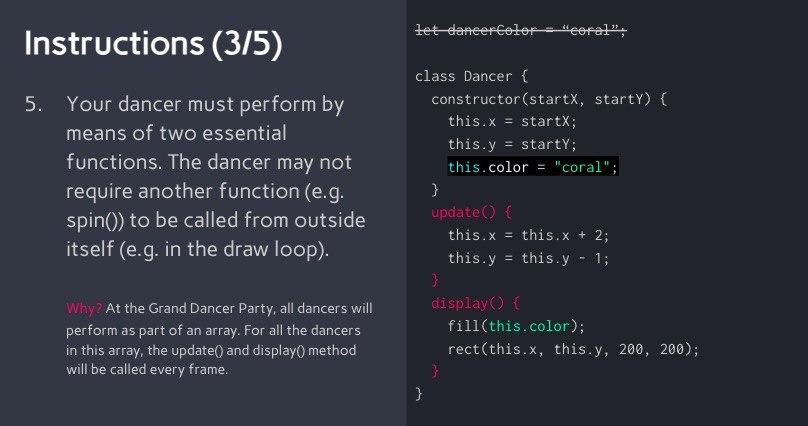 Instructions (3/5)
5. Your dancer must perform by
means of two essential
functions. The dancer may not
require another function (e.g.
spin()) to be called from outside
itself (e.g. in the draw loop).
Why? At the Grand Dancer Party, all dancers will
perform as part of an array. For all the dancers
in this array, the update() and display() method
will be called every frame.
let dancerColor = “coral”;
class Dancer {
constructor(startX, startY) {
this.x = startX;
this.y = startY;
this.color = "coral";
}
update() {
this.x = this.x + 2;
this.y = this.y - 1;
}
display() {
fill(this.color);
rect(this.x, this.y, 200, 200);
}
}